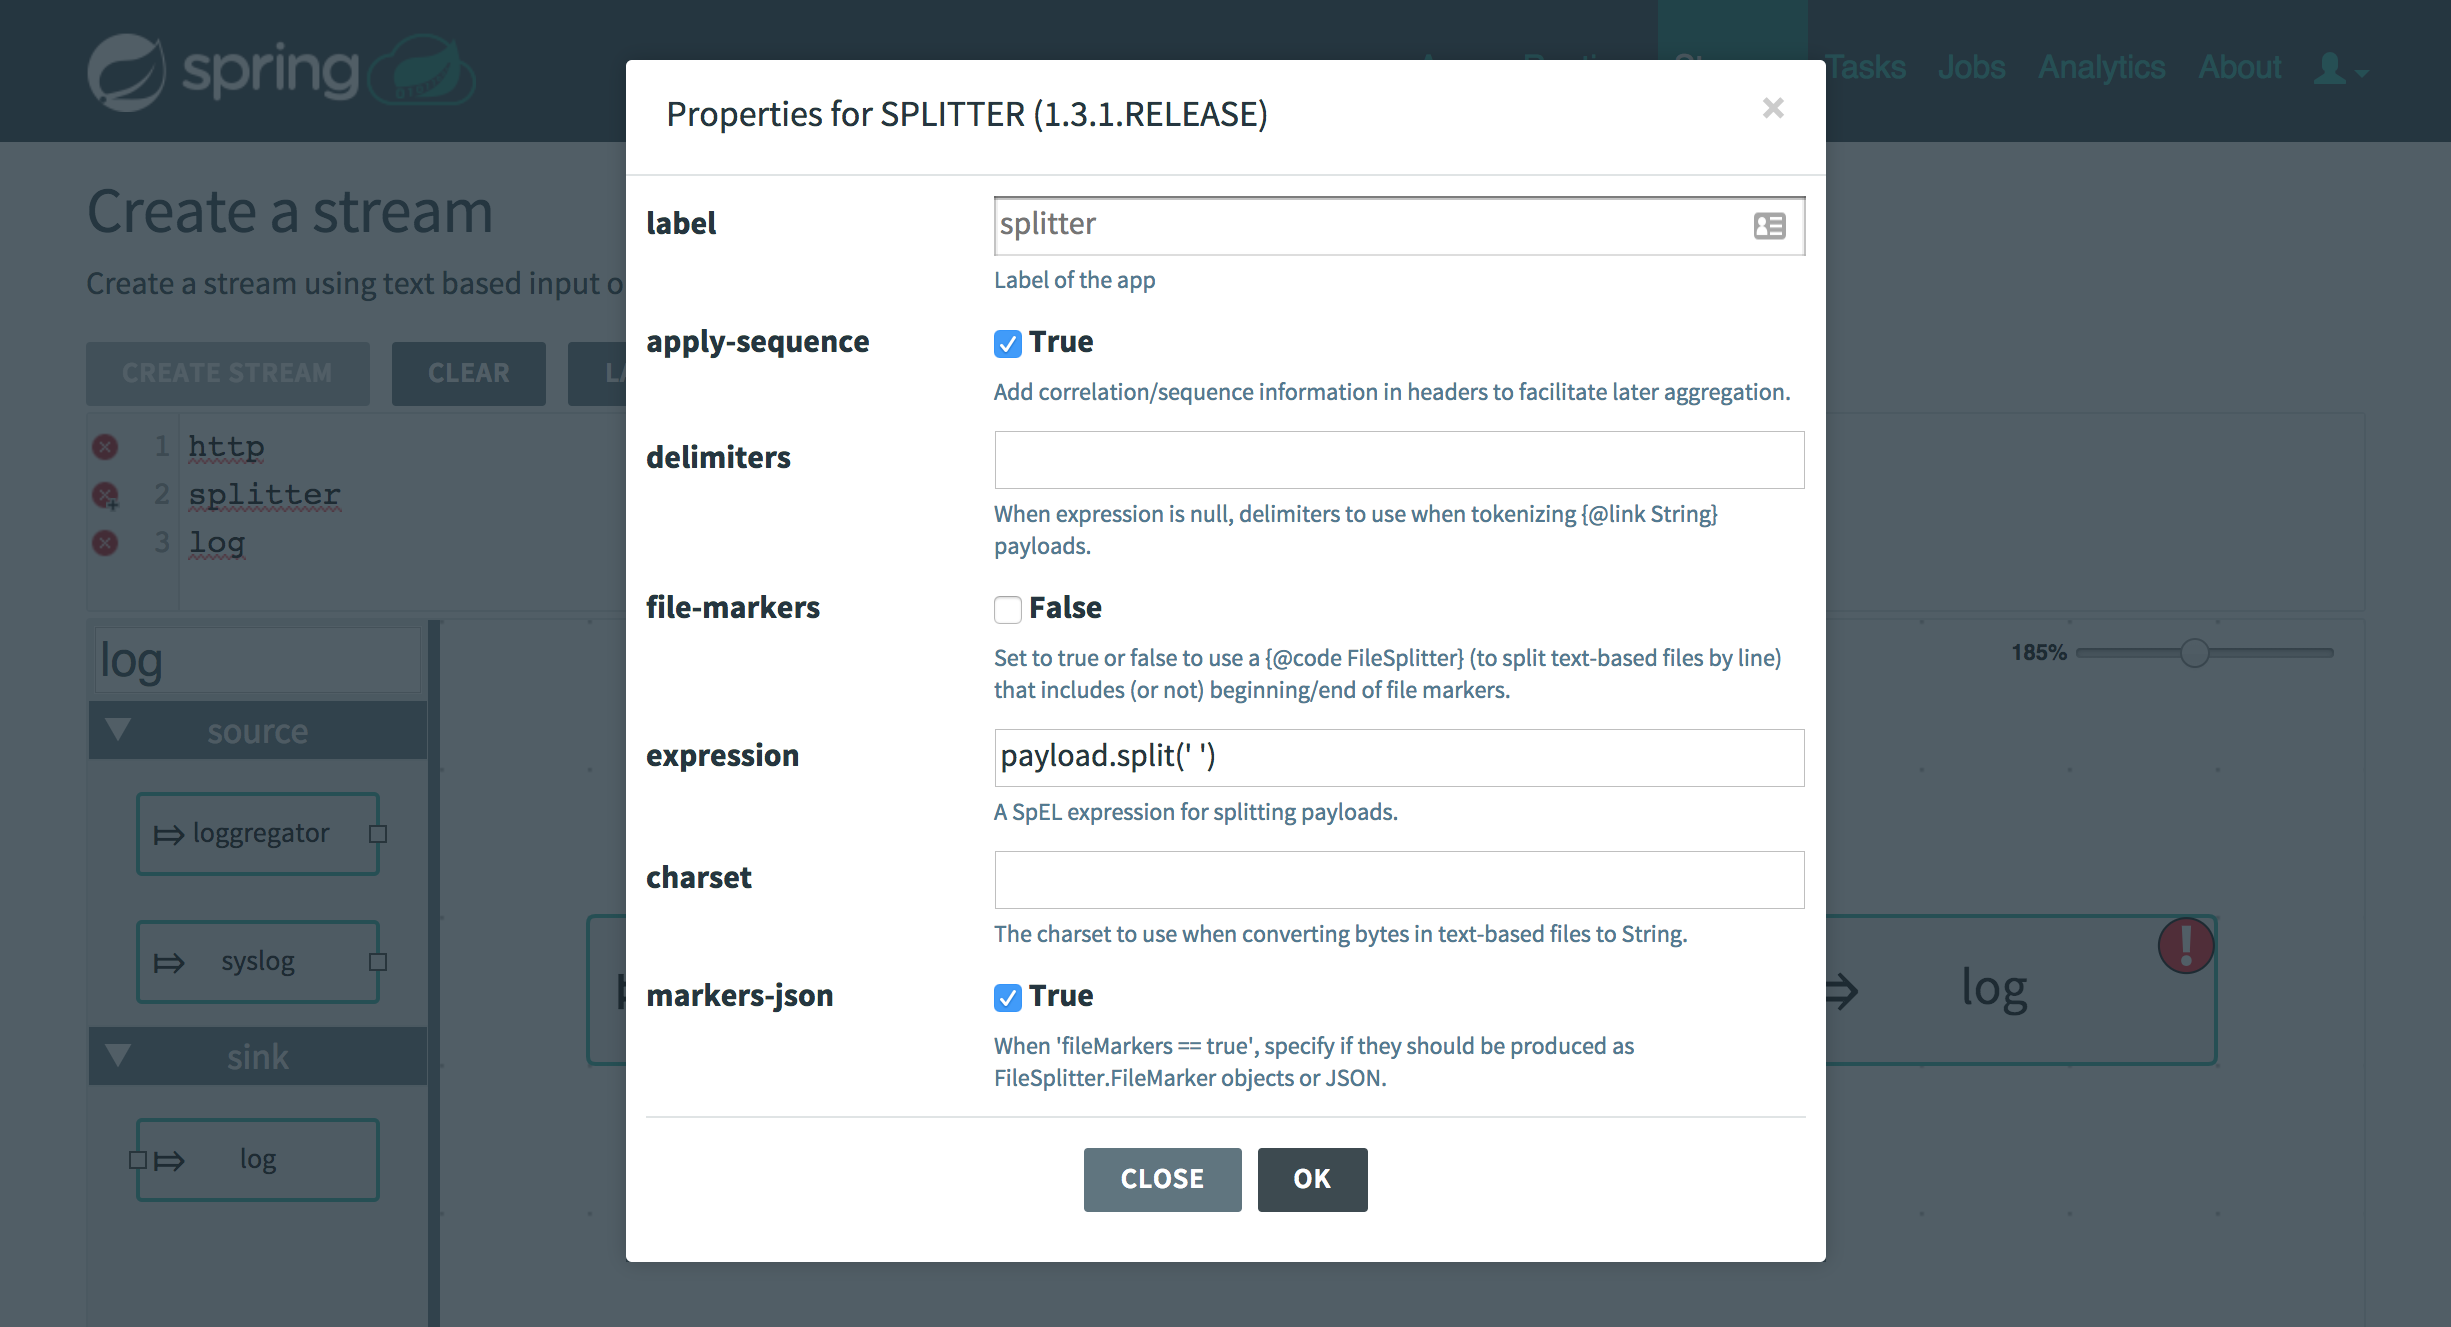 spring
Tasks Jobs Analytics About
Create a stream
Create a stream using text based input
CREATE STREAM CLEAR
1 http
2 splitter
3 log
log
source
loggregator
syslog
sink
log
185%
log
Properties for SPLITTER (1.3.1.RELEASE)
label
splitter
Label of the app
apply-sequence
True
Add correlation/sequence information in headers to facilitate later aggregation.
delimiters
When expression is null, delimiters to use when tokenizing {@link String}
payloads.
file-markers
False
Set to true or false to use a {@code FileSplitter} (to split text-based files by line)
that includes (or not) beginning/end of file markers.
expression
payload.split(' ')
A SpEL expression for splitting payloads.
charset
The charset to use when converting bytes in text-based files to String.
markers-json
True
When 'fileMarkers == true', specify if they should be produced as
FileSplitter.FileMarker objects or JSON.
CLOSE OK